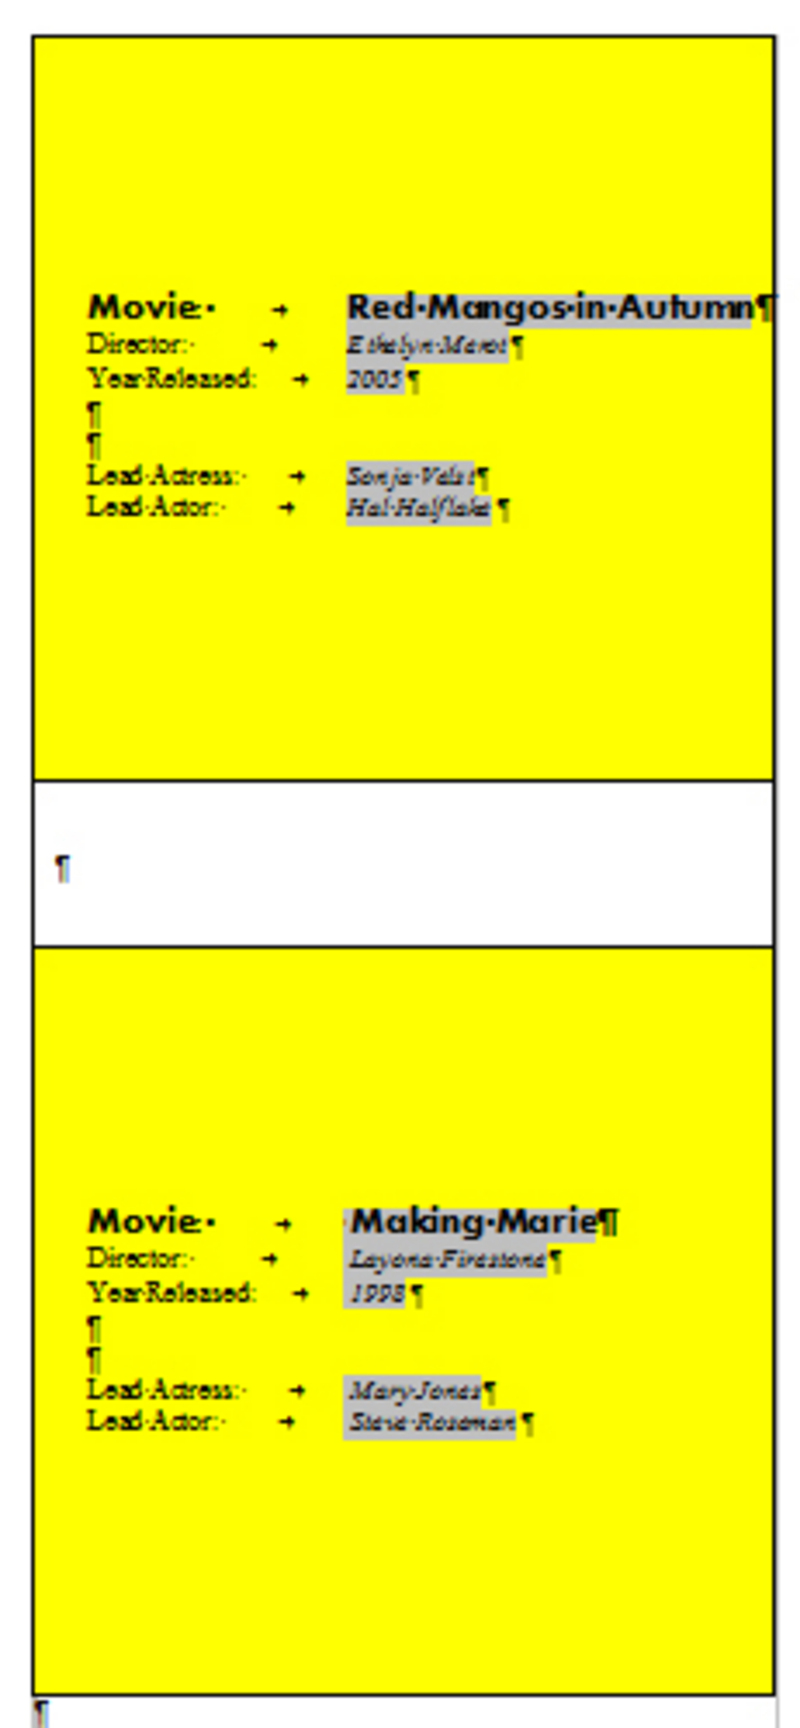 Movie Red Mangos in Autumn
Director: Ethelyn Marot
Year Released: 2005
Lead Actress: Sonja
Lead Actor: Hal Halflake
Movie Making Marie
Director: Layona Firestone
Year Released: 1998
Lead Actress: Mary Jones
Lead Actor: Steve Roseman